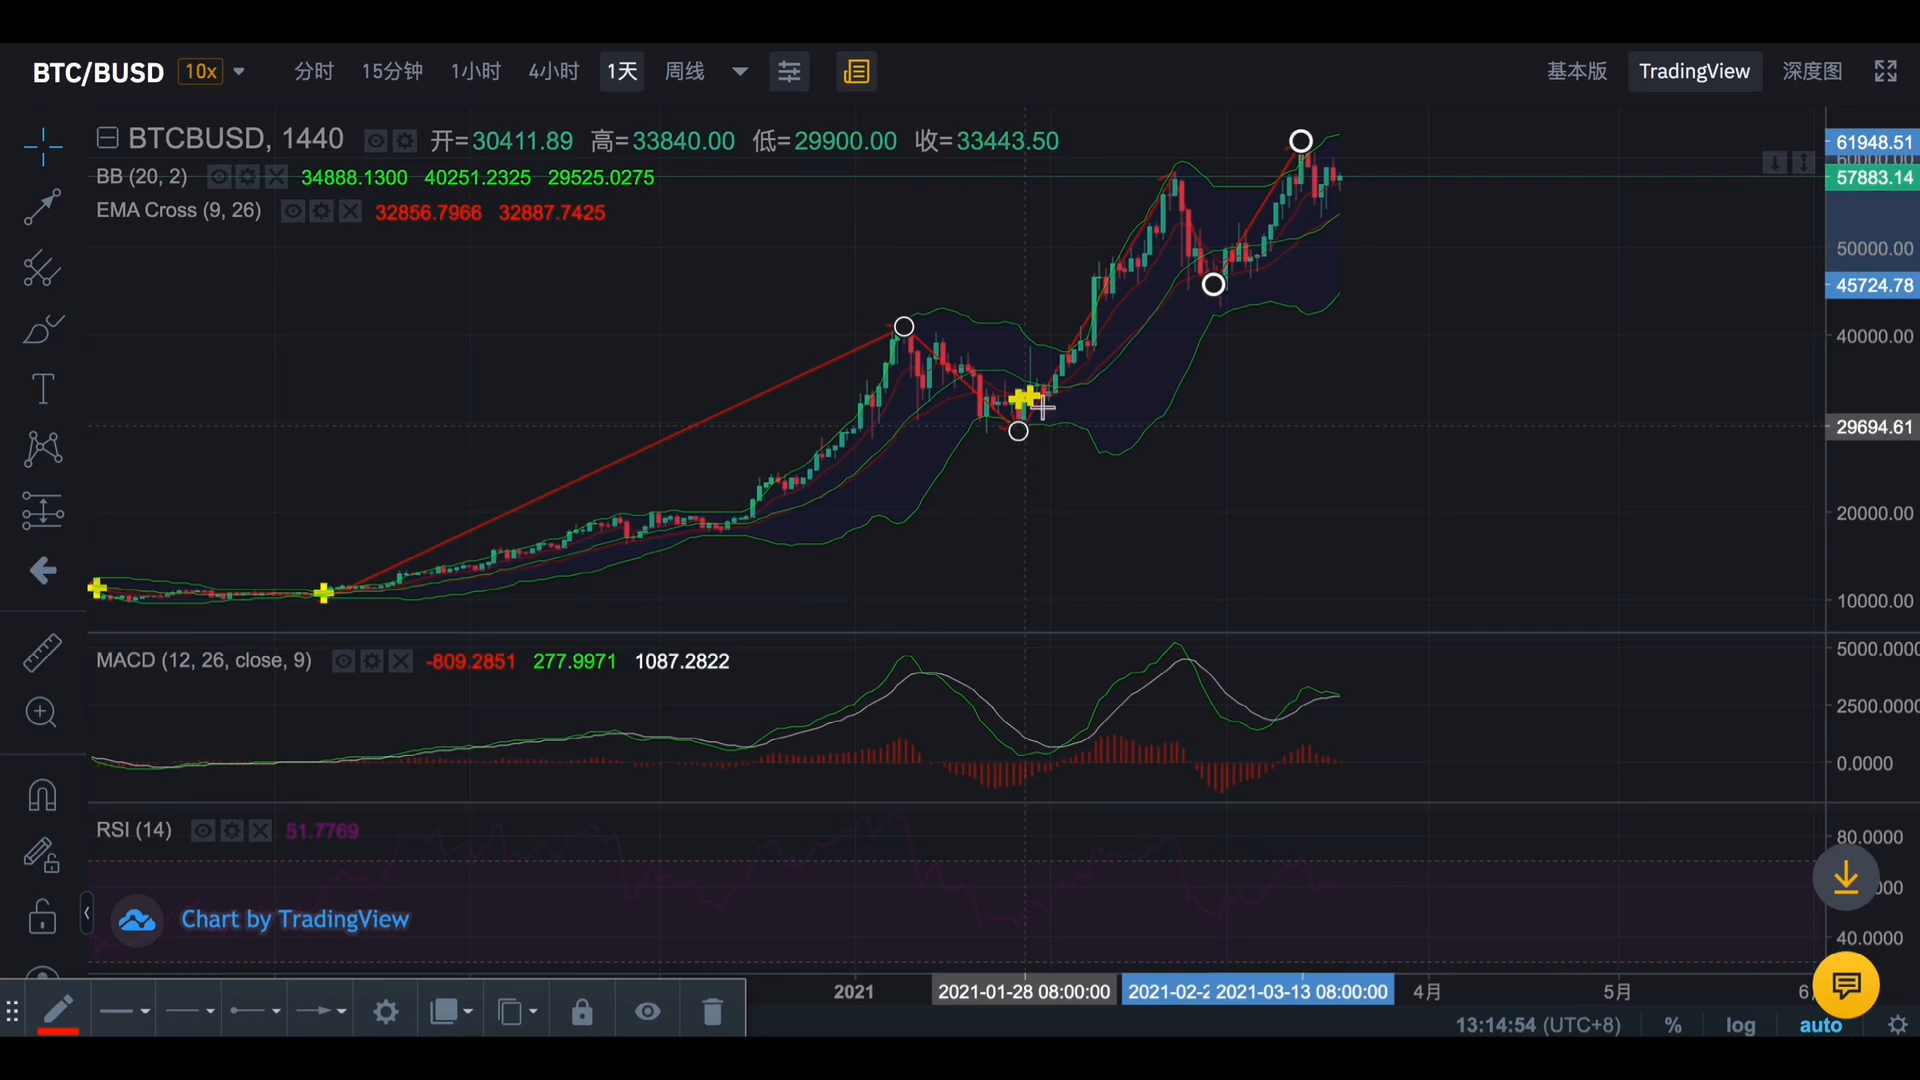 BTC/BUSD 10x 分时 15分钟 1小时 4小时 1天 周线 基本版 TradingView 深度图
BTCBUSD, 1440 开=30411.89 高=33840.00 低=29900.00 收=33443.50
BB (20, 2) 34888.1300 40251.2325 29525.0275
EMA Cross (9, 26) 32856.7966 32887.7425
61948.51
60000.00
57883.14
50000.00
45724.78
40000.00
29694.61
20000.00
10000.00
MACD (12, 26, close, 9) -809.2851 277.9971 1087.2822
5000.0000
2500.0000
0.0000
RSI (14) 51.7769
80.0000
40.0000
Chart by TradingView
2021 2021-01-28 08:00:00 2021-02-2 2021-03-13 08:00:00 4月 5月
13:14:54 (UTC+8) % log auto